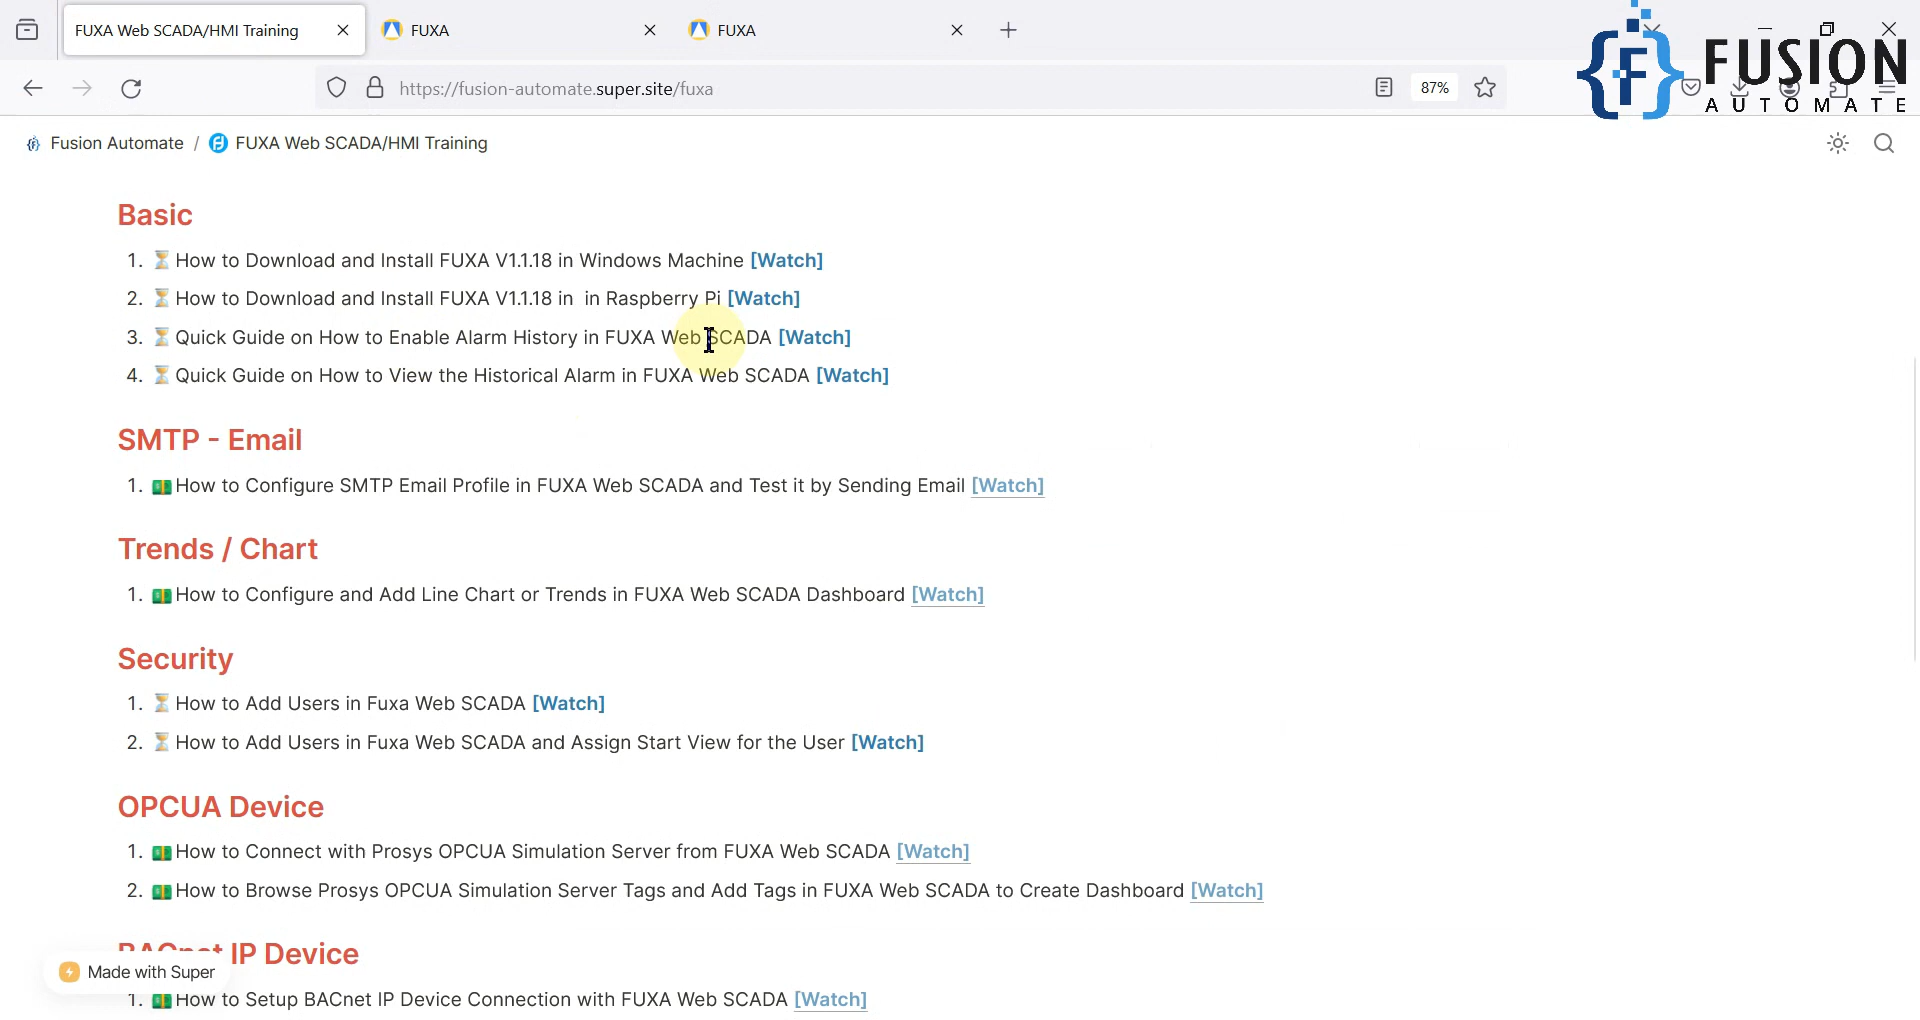 FUXA Web SCADA/HMI Training
FUXA
FUXA
https://fusion-automate.super.site/fuxa
87%
FUSION
AUTOMATE
Fusion Automate / FUXA Web SCADA/HMI Training
Basic
1. How to Download and Install FUXA V1.1.18 in Windows Machine [Watch]
2. How to Download and Install FUXA V1.1.18 in in Raspberry Pi [Watch]
3. Quick Guide on How to Enable Alarm History in FUXA Web SCADA [Watch]
4. Quick Guide on How to View the Historical Alarm in FUXA Web SCADA [Watch]
SMTP - Email
1. How to Configure SMTP Email Profile in FUXA Web SCADA and Test it by Sending Email [Watch]
Trends / Chart
1. How to Configure and Add Line Chart or Trends in FUXA Web SCADA Dashboard [Watch]
Security
1. How to Add Users in Fuxa Web SCADA [Watch]
2. How to Add Users in Fuxa Web SCADA and Assign Start View for the User [Watch]
OPCUA Device
1. How to Connect with Prosys OPCUA Simulation Server from FUXA Web SCADA [Watch]
2. How to Browse Prosys OPCUA Simulation Server Tags and Add Tags in FUXA Web SCADA to Create Dashboard [Watch]
BACnet IP Device
Made with Super
1. How to Setup BACnet IP Device Connection with FUXA Web SCADA [Watch]